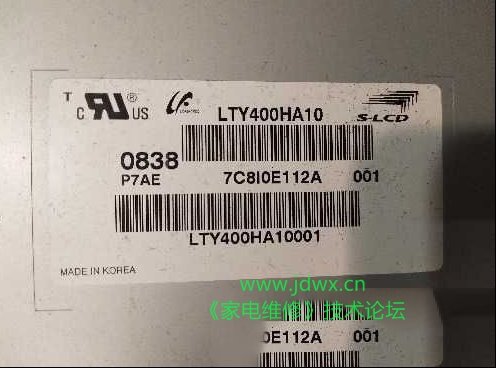 T
c RU ® US
LTY400HA10
S-LCD
0838
P7AE 7C8I0E112A 001
LTY400HA10001
MADE IN KOREA
www.jdwx.cn
《家电维修》技术论坛
0E112A 001